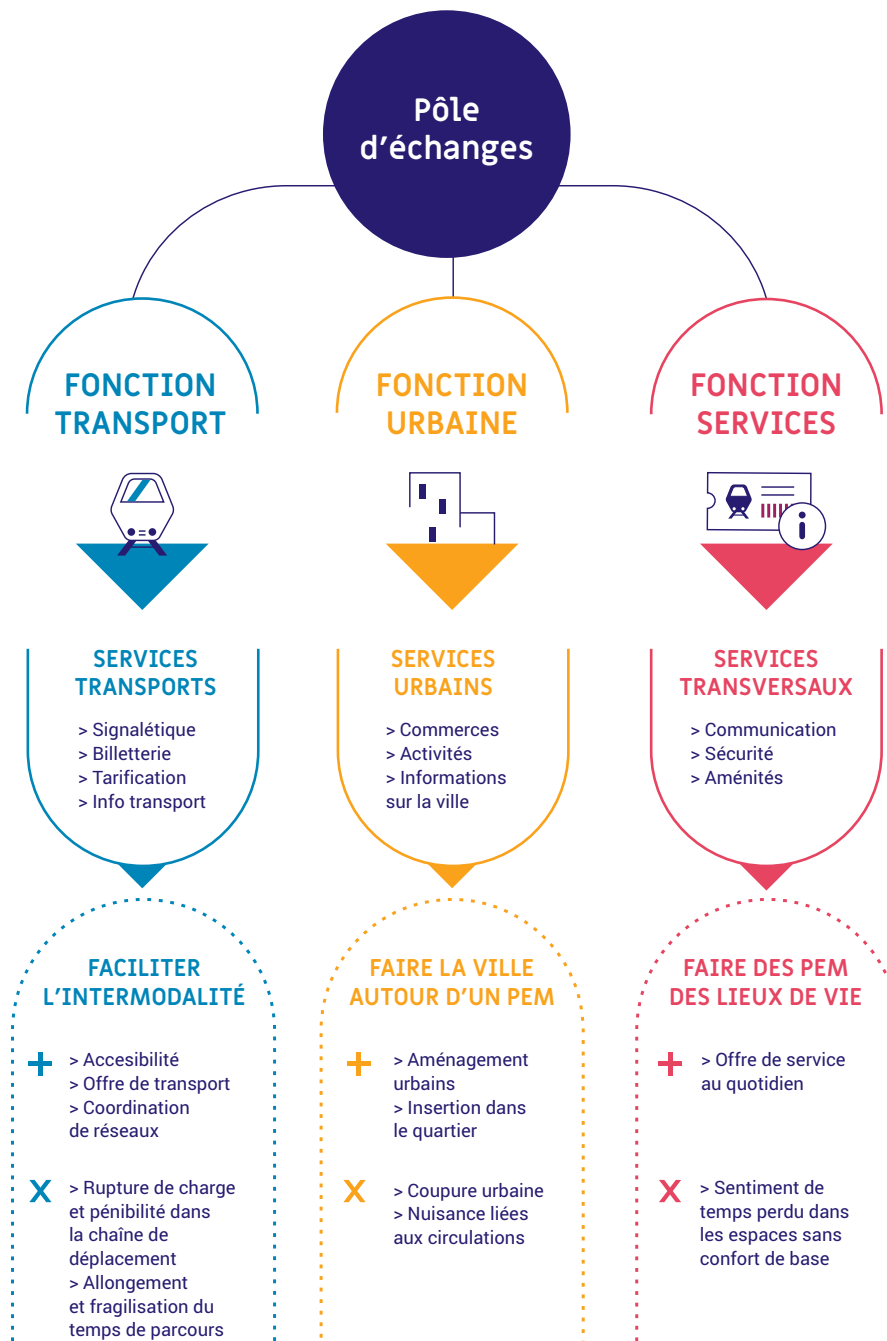 Pôle
d'échanges
FONCTION
TRANSPORT
SERVICES
TRANSPORTS
> Signalétique
> Billetterie
> Tarification
> Info transport
FACILITER
L'INTERMODALITÉ
+
> Accesibilité
> Offre de transport
> Coordination
de réseaux
X
> Rupture de charge
et pénibilité dans
la chaîne de
déplacement
> Allongement
et fragilisation du
temps de parcours
FONCTION
URBAINE
SERVICES
URBAINS
> Commerces
> Activités
> Informations
sur la ville
FAIRE LA VILLE
AUTOUR D'UN PEM
+
> Aménagement
urbains
> Insertion dans
le quartier
X
> Coupure urbaine
> Nuisance liées
aux circulations
FONCTION
SERVICES
i
SERVICES
TRANSVERSAUX
> Communication
> Sécurité
> Aménités
FAIRE DES PEM
DES LIEUX DE VIE
+
> Offre de service
au quotidien
X
> Sentiment de
temps perdu dans
les espaces sans
confort de base